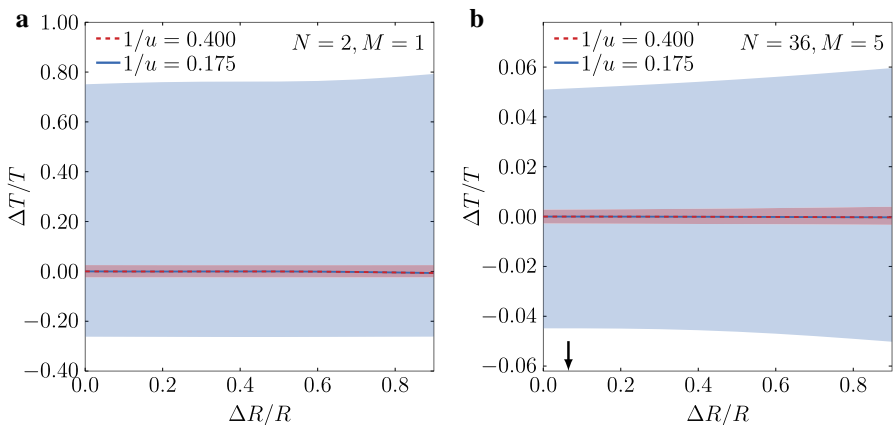 a
1/u = 0.400
1/u = 0.175
N = 2, M = 1
1.00
0.80
0.60
0.40
0.20
0.00
−0.20
−0.40
ΔT/T
0.0
0.2
0.4
0.6
0.8
ΔR/R
b
1/u = 0.400
1/u = 0.175
N = 36, M = 5
0.06
0.04
0.02
0.00
−0.02
−0.04
−0.06
ΔT/T
0.0
0.2
0.4
0.6
0.8
ΔR/R